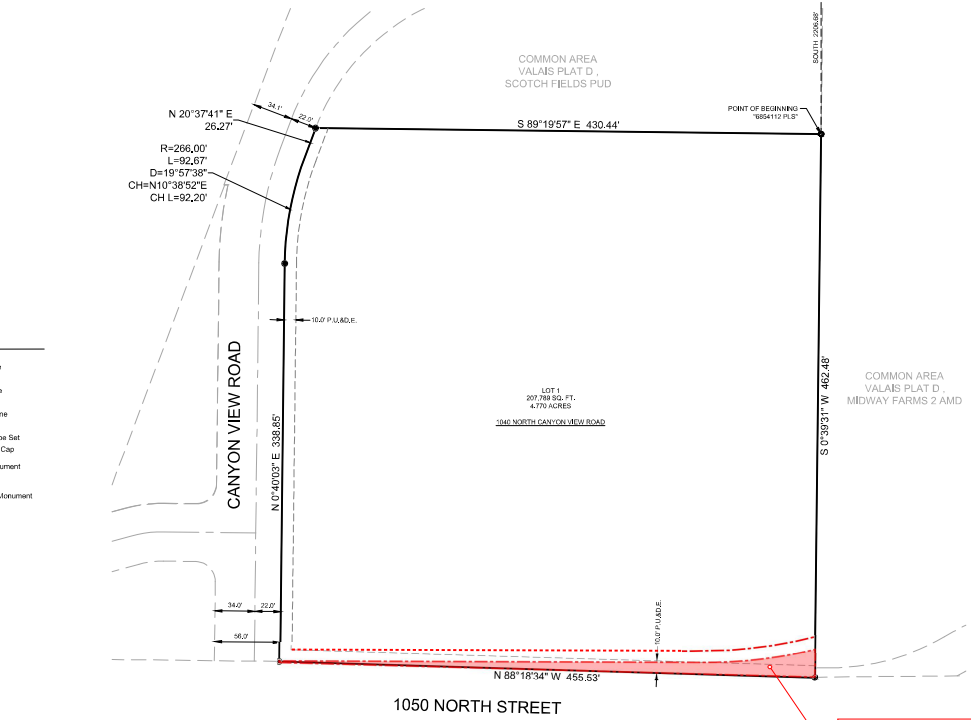 COMMON AREA
VALAIS PLAT D ,
SCOTCH FIELDS PUD
SOUTH 2206.68'
34.1'
22.0'
N 20°37'41" E
26.27'
S 89°19'57" E  430.44'
POINT OF BEGINNING
"6854112 PLS"
R=266.00'
L=92.67'
D=19°57'38"
CH=N10°38'52"E
CH L=92.20'
10.0' P.U.&D.E.
CANYON VIEW ROAD
N 0°40'03" E  338.85'
LOT 1
207,789 SQ. FT.
4.770 ACRES
1040 NORTH CANYON VIEW ROAD
S 0°39'31" W  462.48'
COMMON AREA
VALAIS PLAT D ,
MIDWAY FARMS 2 AMD
Set
Cap
Monument
34.0'
22.0'
56.0'
10.0' P.U.&D.E.
N 88°18'34" W  455.53'
1050 NORTH STREET